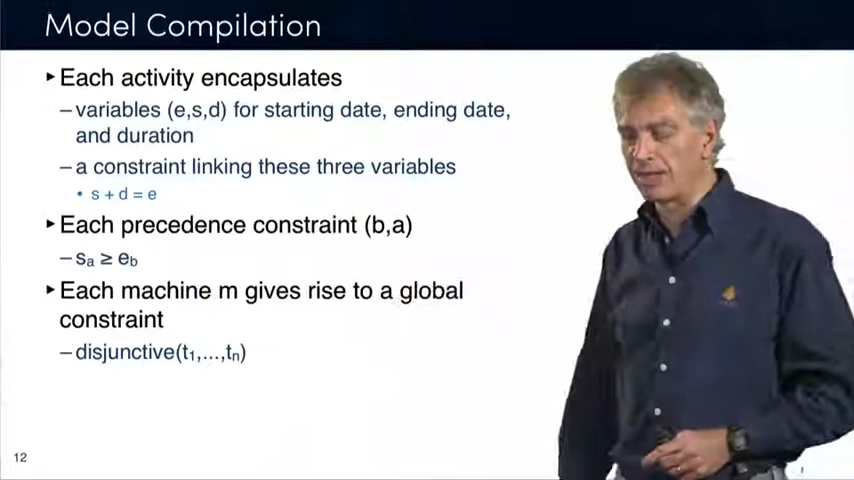 Model Compilation
▸Each activity encapsulates
–variables (e,s,d) for starting date, ending date,
and duration
–a constraint linking these three variables
• s + d = e
▸Each precedence constraint (b,a)
–sₐ ≥ e_b
▸Each machine m gives rise to a global
constraint
–disjunctive(t₁,...,tₙ)
12